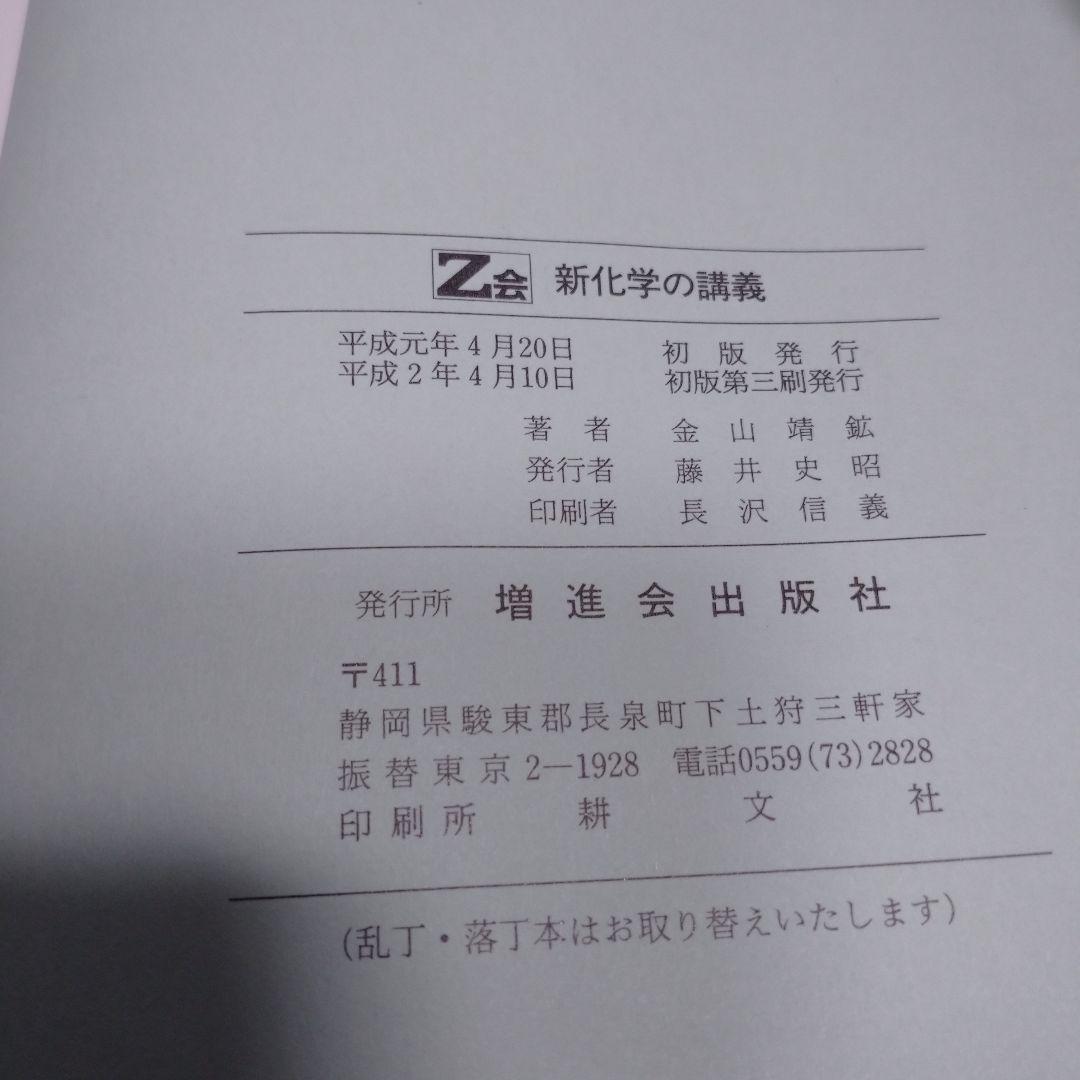 Z会 新化学の講義
平成元年4月20日 初版発行
平成2年4月10日 初版第三刷発行
著者 金山靖鉱
発行者 藤井史昭
印刷者 長沢信義
発行所 増進会出版社
〒411
静岡県駿東郡長泉町下土狩三軒家
振替東京2—1928 電話0559(73)2828
印刷所 耕文社
(乱丁・落丁本はお取り替えいたします)